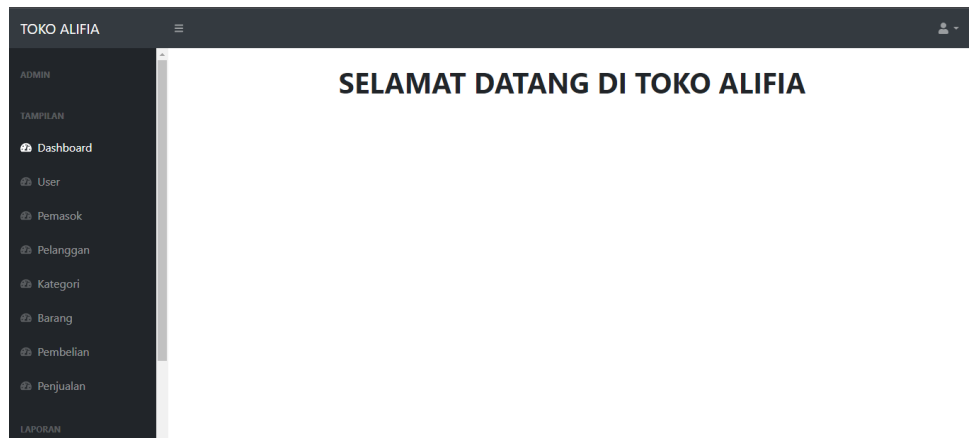 TOKO ALIFIA
ADMIN
TAMPILAN
Dashboard
User
Pemasok
Pelanggan
Kategori
Barang
Pembelian
Penjualan
LAPORAN
SELAMAT DATANG DI TOKO ALIFIA